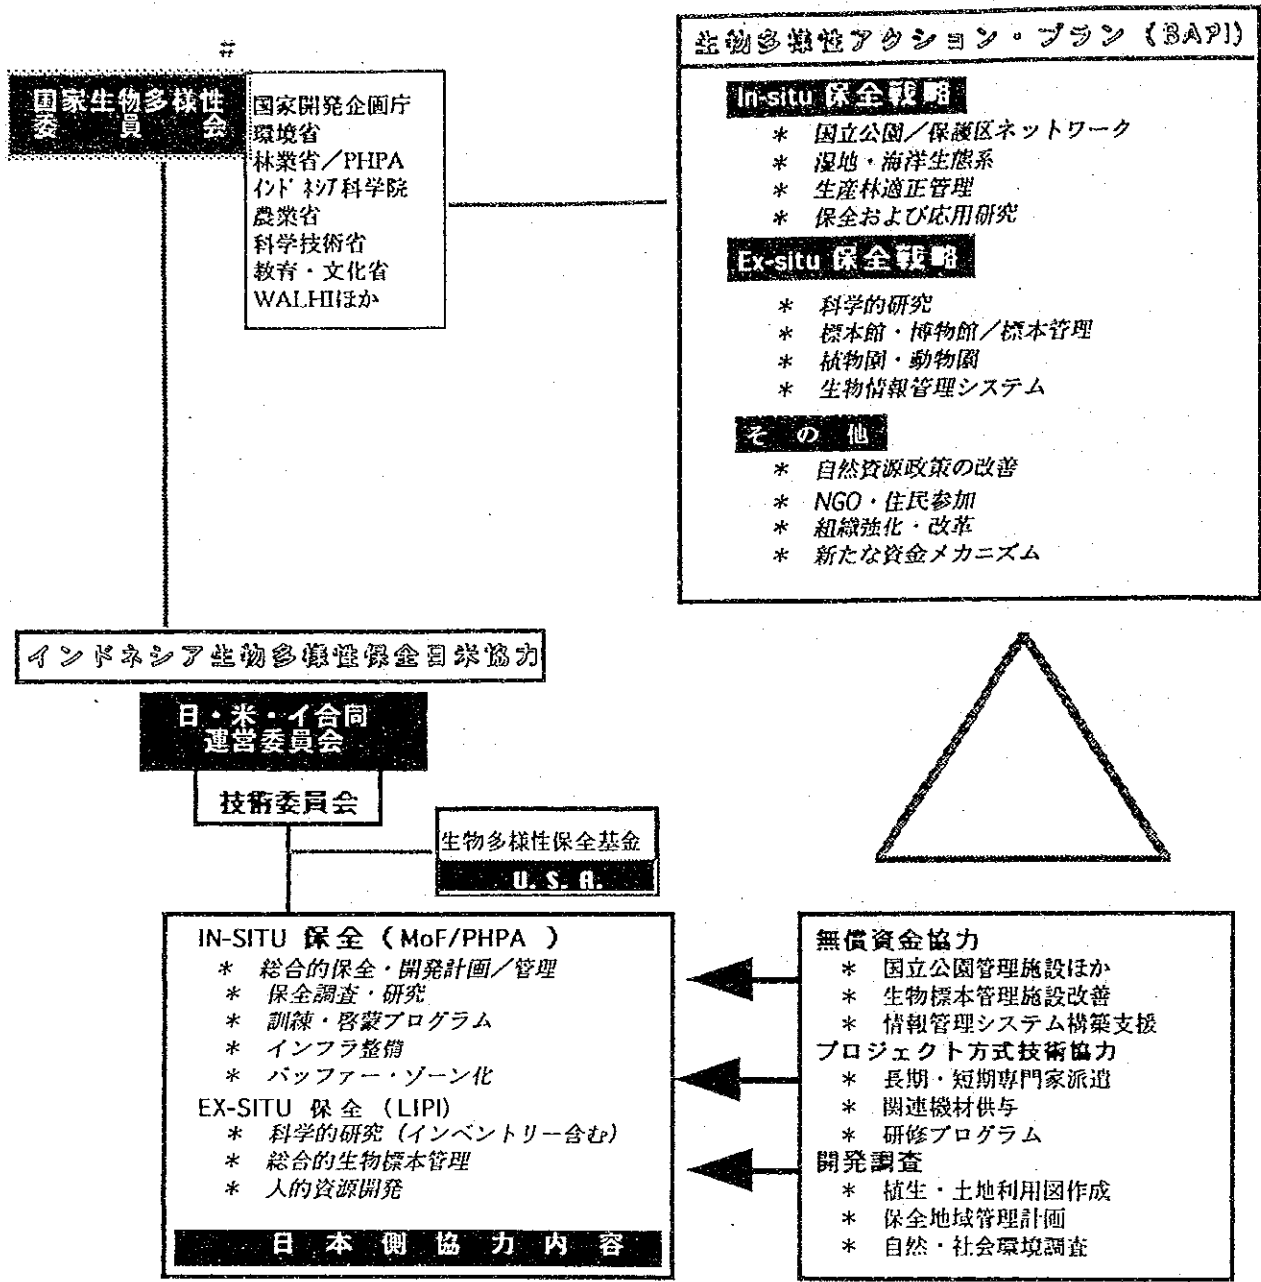 #
国家生物多様性
委員会
国家開発企画庁
環境省
林業省／PHPA
ｲﾝﾄﾞﾈｼｱ科学院
農業省
科学技術省
教育・文化省
WALHIほか
生物多様性アクション・プラン（BAPI）
In-situ 保全戦略
＊ 国立公園／保護区ネットワーク
＊ 湿地・海洋生態系
＊ 生産林適正管理
＊ 保全および応用研究
Ex-situ 保全戦略
＊ 科学的研究
＊ 標本館・博物館／標本管理
＊ 植物園・動物園
＊ 生物情報管理システム
その他
＊ 自然資源政策の改善
＊ NGO・住民参加
＊ 組織強化・改革
＊ 新たな資金メカニズム
インドネシア生物多様性保全日米協力
日・米・イ合同
運営委員会
技術委員会
生物多様性保全基金
U. S. A.
IN-SITU 保全（MoF/PHPA ）
＊ 総合的保全・開発計画／管理
＊ 保全調査・研究
＊ 訓練・啓蒙プログラム
＊ インフラ整備
＊ バッファー・ゾーン化
EX-SITU 保全（LIPI）
＊ 科学的研究（インベントリー含む）
＊ 総合的生物標本管理
＊ 人的資源開発
日本側協力内容
無償資金協力
＊ 国立公園管理施設ほか
＊ 生物標本管理施設改善
＊ 情報管理システム構築支援
プロジェクト方式技術協力
＊ 長期・短期専門家派遣
＊ 関連機材供与
＊ 研修プログラム
開発調査
＊ 植生・土地利用図作成
＊ 保全地域管理計画
＊ 自然・社会環境調査